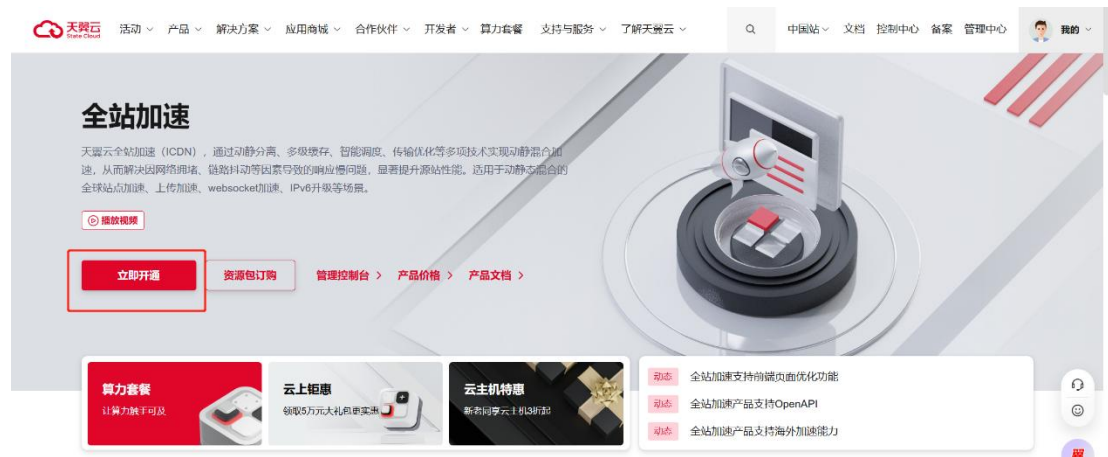 天翼云
State Cloud
活动 产品 解决方案 应用商城 合作伙伴 开发者 算力套餐 支持与服务 了解天翼云 中国站 文档 控制中心 备案 管理中心 我的
全站加速
天翼云全站加速（ICDN），通过动静分离、多级缓存、智能调度、传输优化等多项技术实现动静混合加
速，从而解决因网络拥堵、链路抖动等因素导致的响应慢问题，显著提升源站性能。适用于动静态混合的
全球站点加速、上传加速、websocket加速、IPv6升级等场景。
播放视频
立即开通 资源包订购 管理控制台 > 产品价格 > 产品文档 >
算力套餐
让算力触手可及
云上钜惠
领取5万元大礼包更实惠
云主机特惠
新老同享云主机3折起
动态 全站加速支持前端页面优化功能
动态 全站加速产品支持OpenAPI
动态 全站加速产品支持海外加速能力
翼